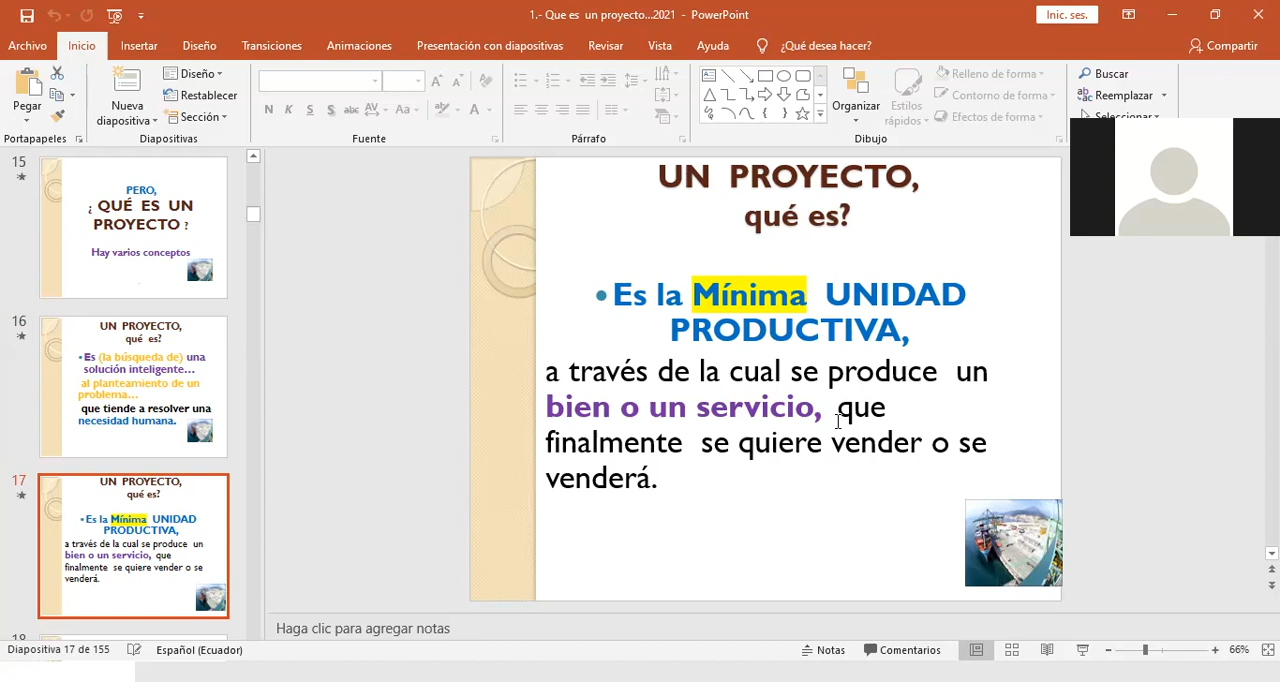 1.- Que es un proyecto...2021 - PowerPoint
Inic. ses.
Archivo Inicio Insertar Diseño Transiciones Animaciones Presentación con diapositivas Revisar Vista Ayuda ¿Qué desea hacer? Compartir
Pegar
Nueva diapositiva
Diseño
Restablecer
Sección
N K S S abc AV Aa A
Organizar
Estilos rápidos
Relleno de forma
Contorno de forma
Efectos de forma
Buscar
Reemplazar
Seleccionar
Portapapeles Diapositivas Fuente Párrafo Dibujo
15
PERO,
¿ QUÉ ES UN
PROYECTO ?
Hay varios conceptos
16
UN PROYECTO,
qué es?
•Es (la búsqueda de) una
solución inteligente...
al planteamiento de un
problema...
que tiende a resolver una
necesidad humana.
17
UN PROYECTO,
qué es?
•Es la Mínima UNIDAD
PRODUCTIVA,
a través de la cual se produce un
bien o un servicio, que
finalmente se quiere vender o se
venderá.
18
UN PROYECTO,
qué es?
•Es la Mínima UNIDAD
PRODUCTIVA,
a través de la cual se produce un
bien o un servicio, que
finalmente se quiere vender o se
venderá.
Haga clic para agregar notas
Diapositiva 17 de 155 Español (Ecuador) Notas Comentarios 66%